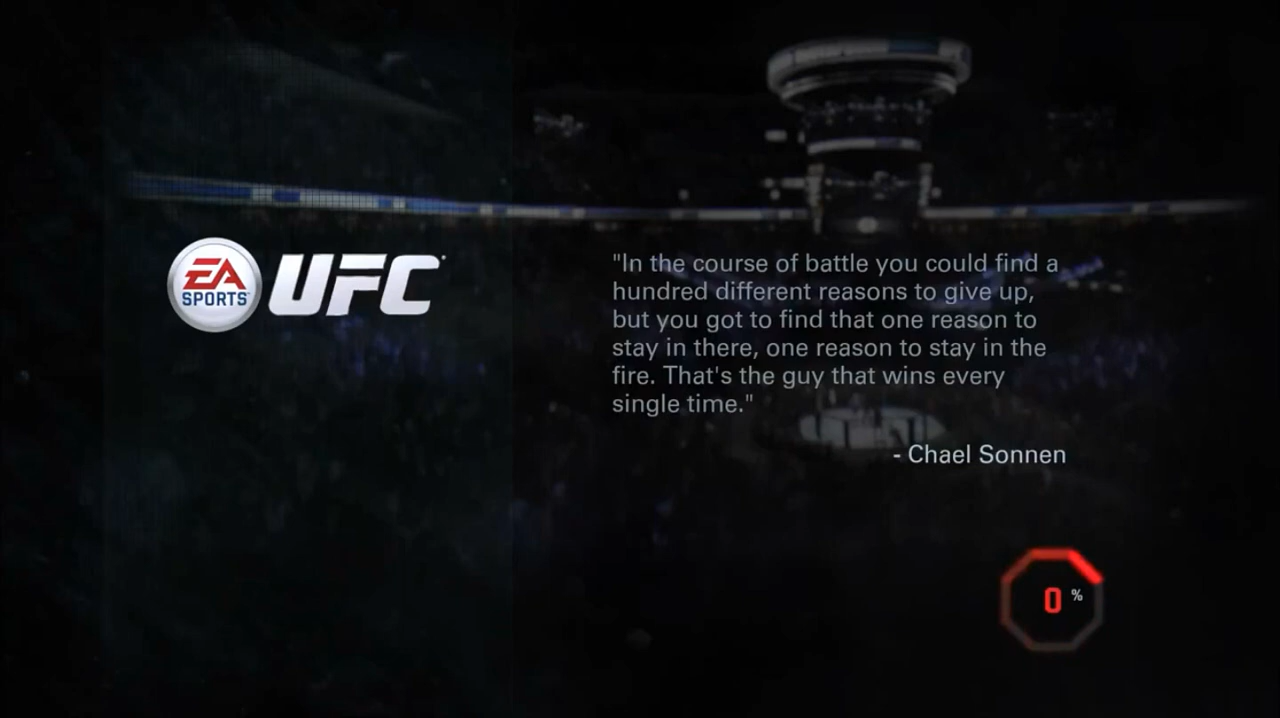 EA
SPORTS
UFC
"In the course of battle you could find a
hundred different reasons to give up,
but you got to find that one reason to
stay in there, one reason to stay in the
fire. That's the guy that wins every
single time."
- Chael Sonnen
0 %